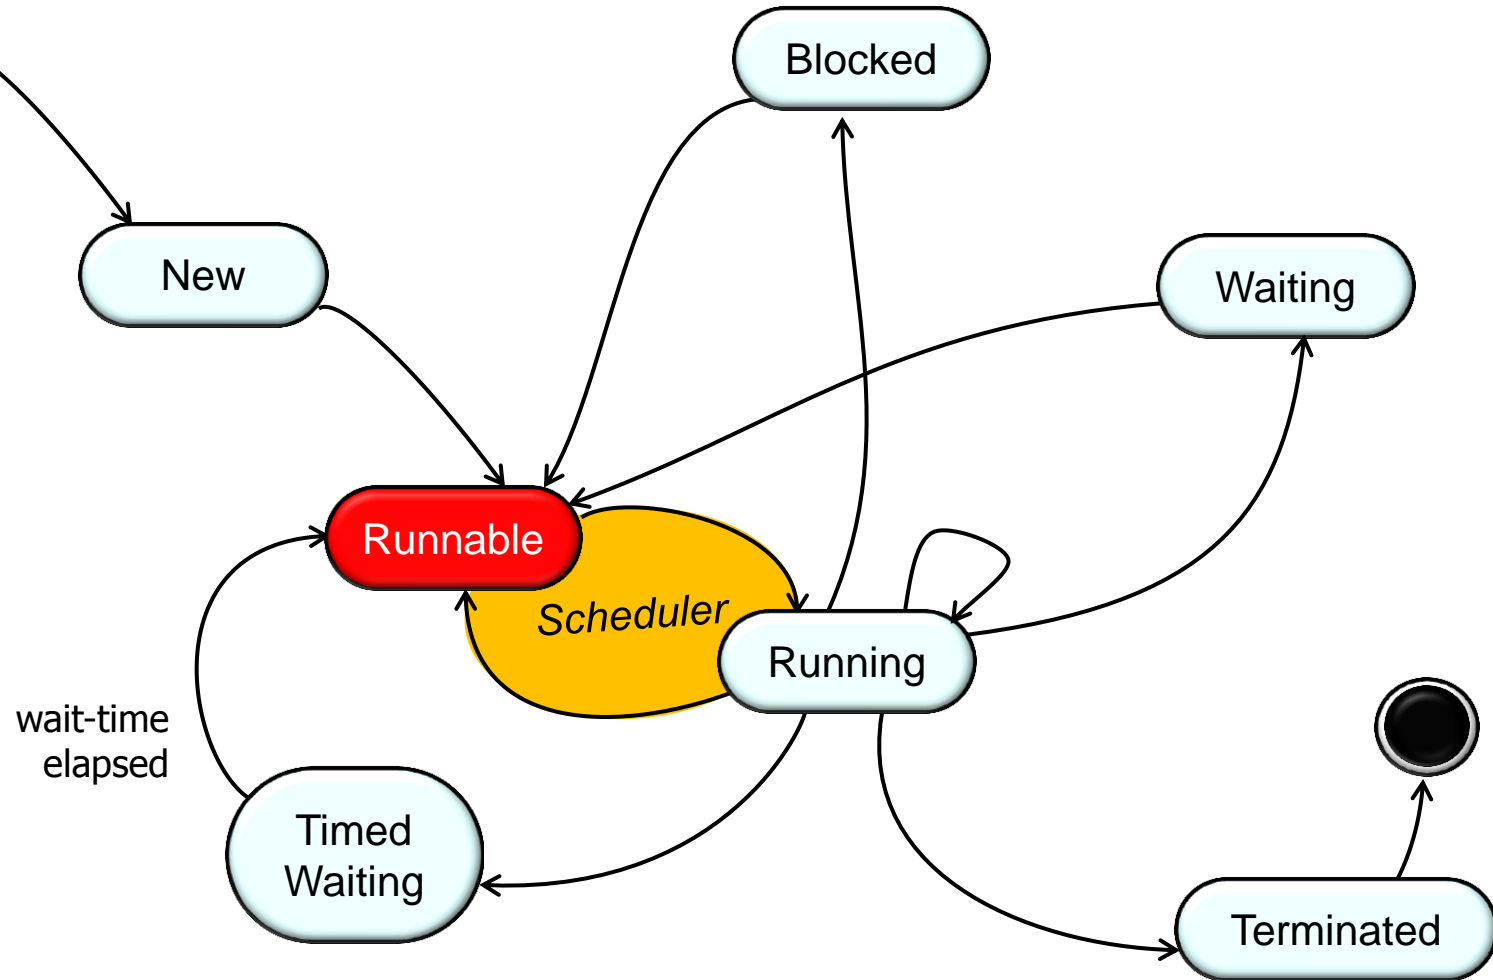 Blocked
New
Waiting
Runnable
Scheduler
Running
wait-time
elapsed
Timed
Waiting
Terminated